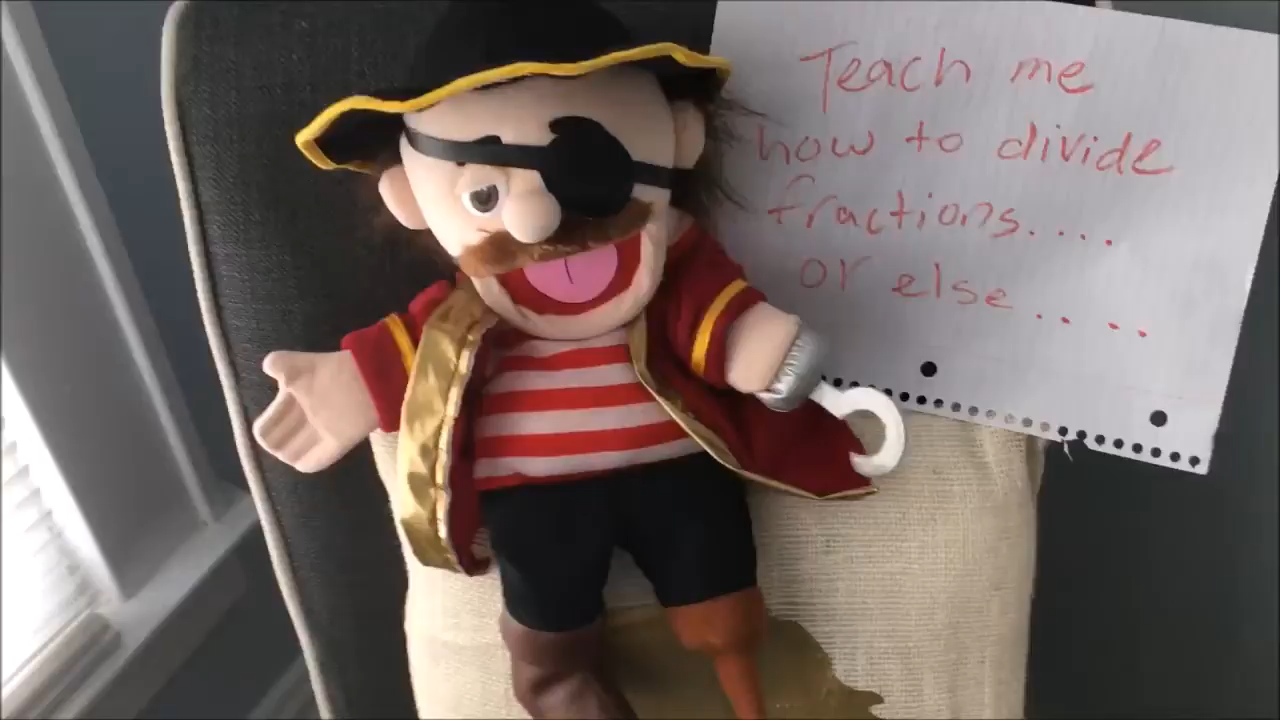 Teach me
how to divide
fractions....
or else.....